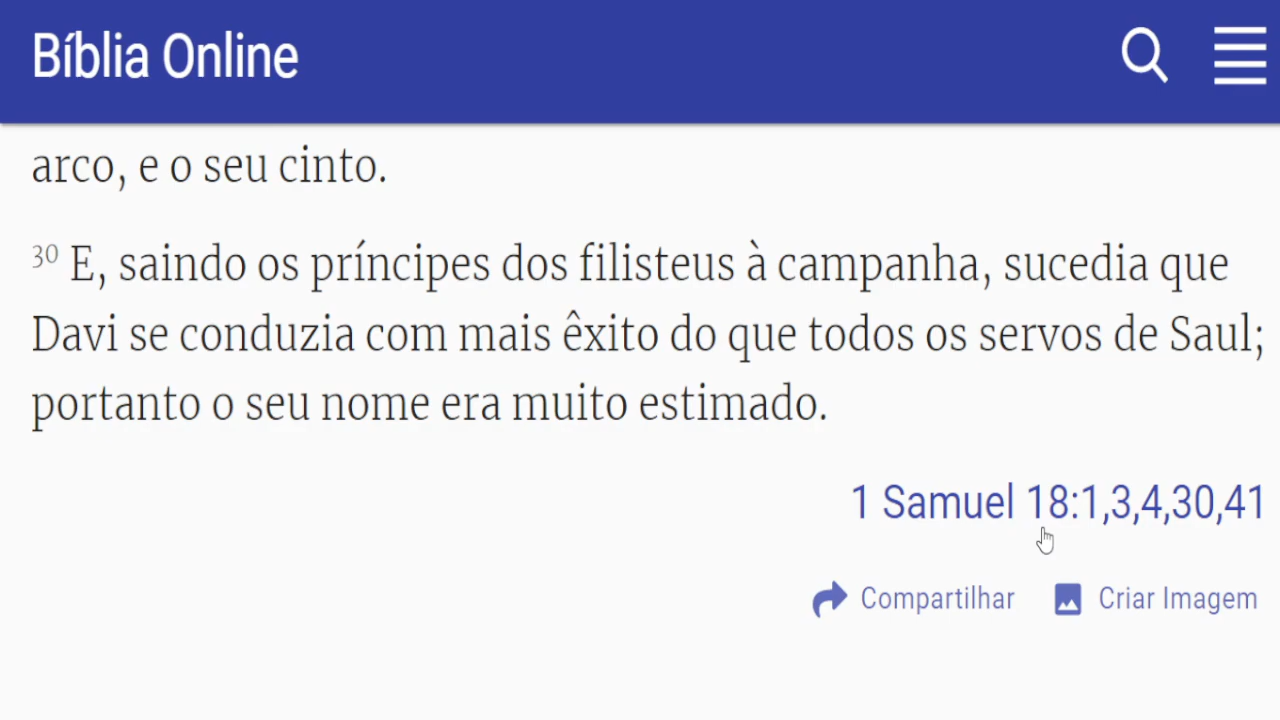 Bíblia Online
arco, e o seu cinto.
30 E, saindo os príncipes dos filisteus à campanha, sucedia que
Davi se conduzia com mais êxito do que todos os servos de Saul;
portanto o seu nome era muito estimado.
1 Samuel 18:1,3,4,30,41
Compartilhar Criar Imagem